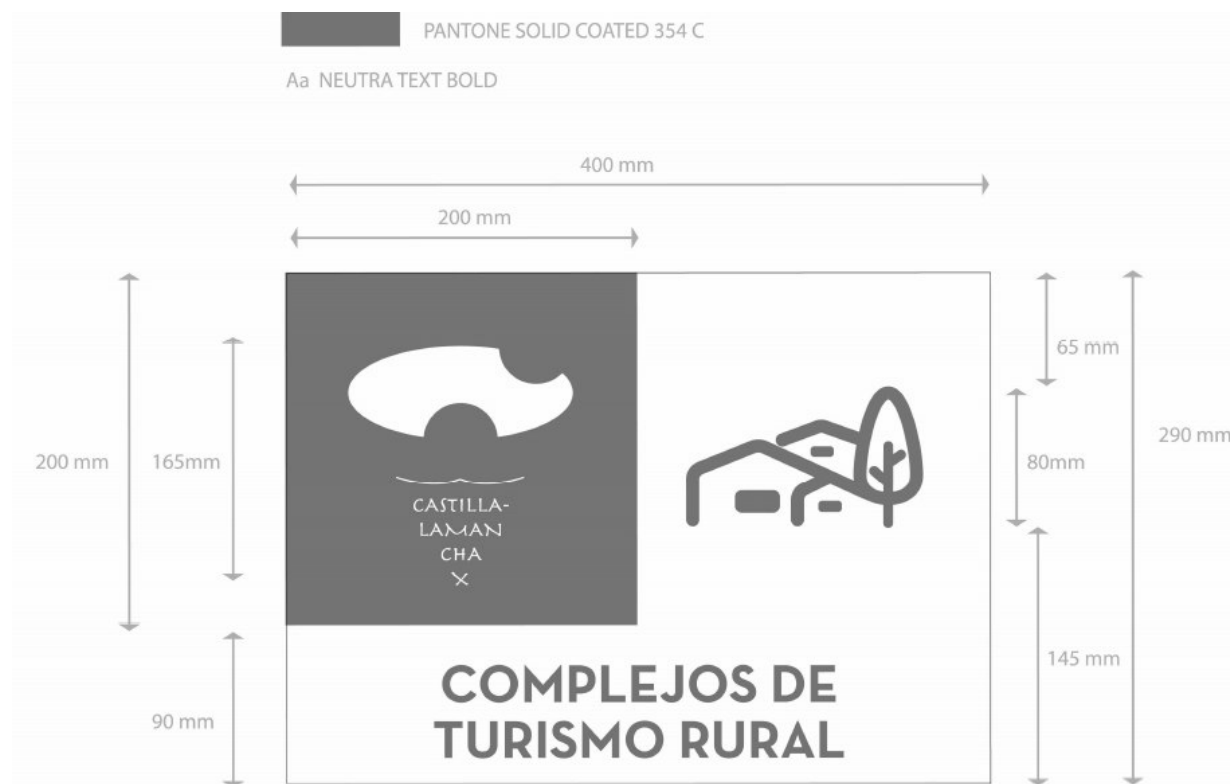 PANTONE SOLID COATED 354 C
Aa NEUTRA TEXT BOLD
400 mm
200 mm
65 mm
290 mm
200 mm
165mm
80mm
CASTILLA-
LAMAN
CHA
X
145 mm
90 mm
COMPLEJOS DE
TURISMO RURAL